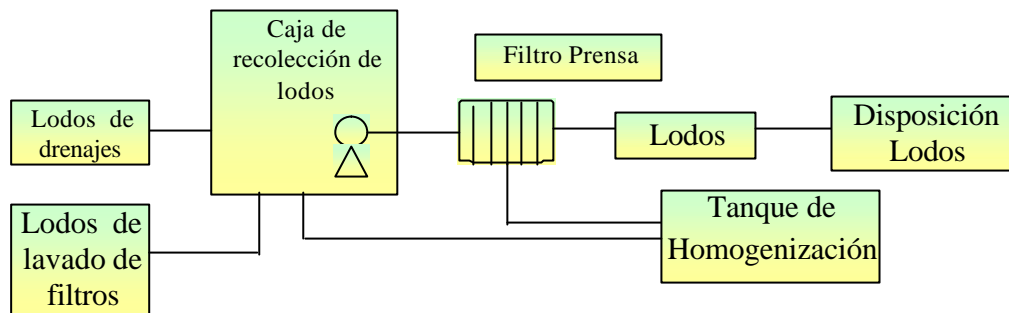 Caja de
recolección de
lodos
Filtro Prensa
Lodos de
drenajes
Lodos
Disposición
Lodos
Lodos de
lavado de
filtros
Tanque de
Homogenización